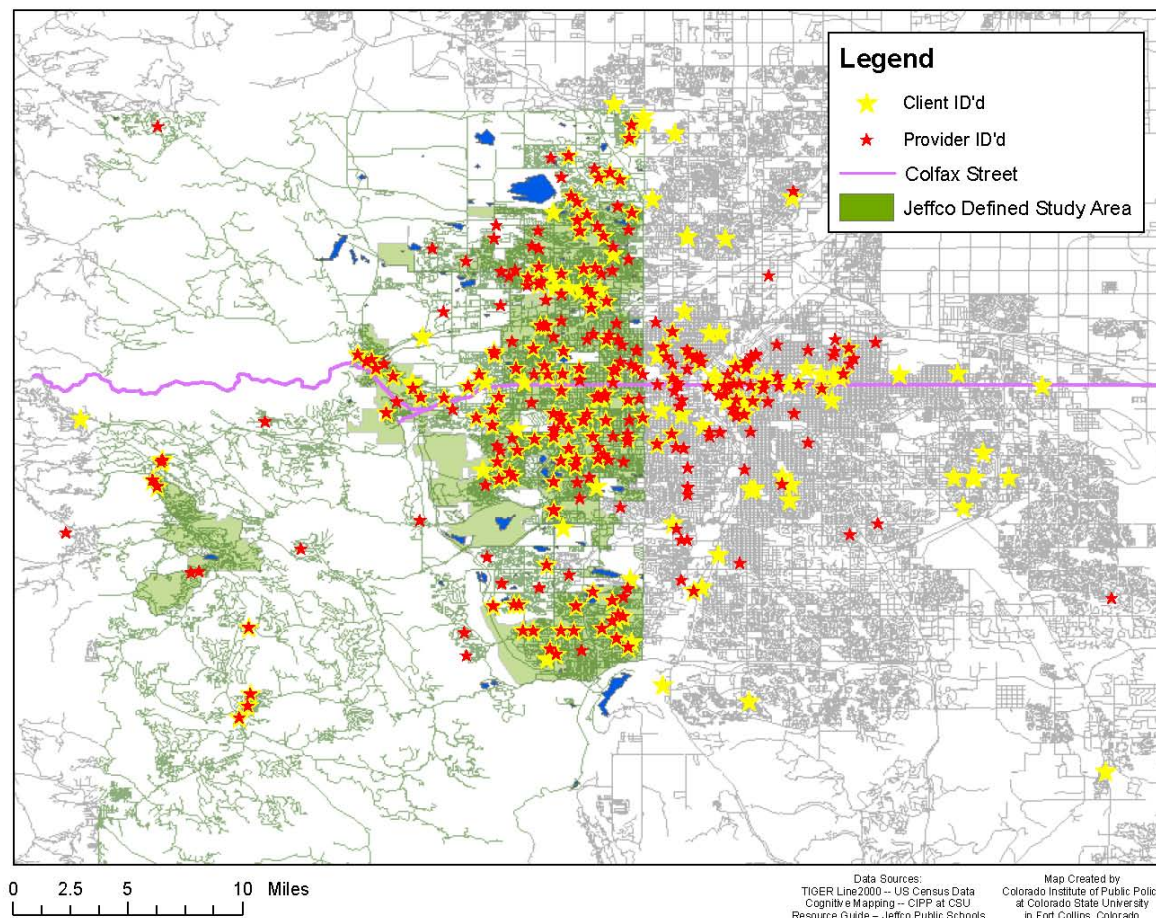 Legend
Client ID'd
Provider ID'd
Colfax Street
Jeffco Defined Study Area
0 2.5 5 10 Miles
Data Sources:
TIGER Line2000 -- US Census Data
Cognitive Mapping -- CIPP at CSU
Resource Guide -- Jeffco Public Schools
Map Created by
Colorado Institute of Public Polic
at Colorado State University
in Fort Collins, Colorado